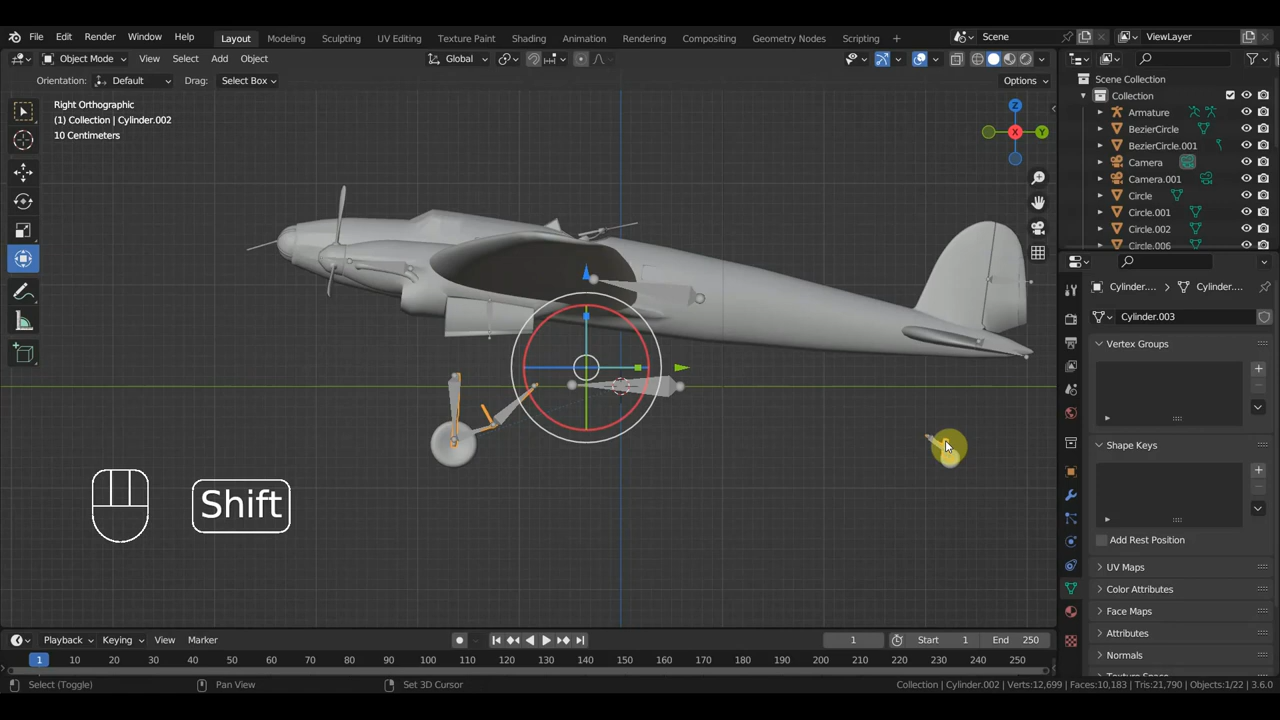 File Edit Render Window Help Layout Modeling Sculpting UV Editing Texture Paint Shading Animation Rendering Compositing Geometry Nodes Scripting + Scene ViewLayer
Object Mode View Select Add Object Global
Orientation: Default Drag: Select Box Options
Right Orthographic
(1) Collection | Cylinder.002
10 Centimeters
Z
X
Y
Scene Collection
Collection
Armature
BezierCircle
BezierCircle.001
Camera
Camera.001
Circle
Circle.001
Circle.002
Circle.006
Cylinder.... Cylinder....
Cylinder.003
Vertex Groups
Shape Keys
Add Rest Position
UV Maps
Color Attributes
Face Maps
Attributes
Normals
Texture Space
Shift
Playback Keying View Marker 1 Start 1 End 250
1 10 20 30 40 50 60 70 80 90 100 110 120 130 140 150 160 170 180 190 200 210 220 230 240 250
Select (Toggle) Pan View Set 3D Cursor Collection | Cylinder.002 | Verts:12,699 | Faces:10,183 | Tris:21,790 | Objects:1/22 | 3.6.0